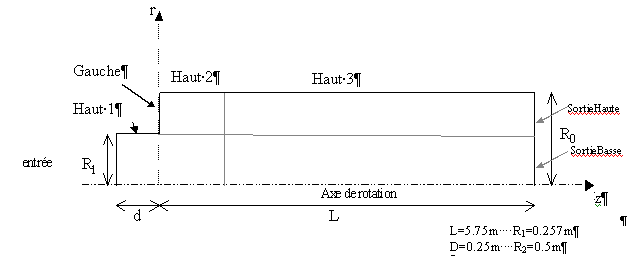 r
Gauche¶
Haut·2¶
Haut·3¶
Haut·1¶
SortieHaute
R0
entrée
R1
SortieBasse
Axe de rotation
z¶
d
L
¶
L=5.75m····R1=0.257m¶
D=0.25m····R2=0.5m¶